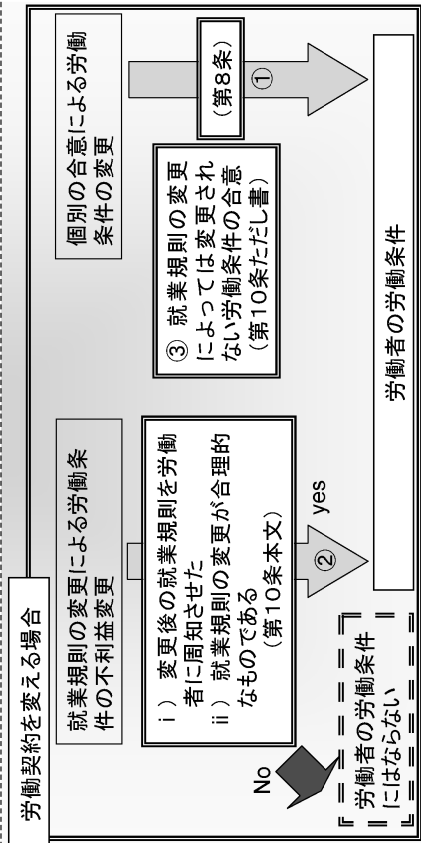 労働契約を変える場合
就業規則の変更による労働条
件の不利益変更
ⅰ） 変更後の就業規則を労働
者に周知させた
ⅱ） 就業規則の変更が合理的
なものである
（第１０条本文）
No
②
yes
労働者の労働条件
にはならない
個別の合意による労働
条件の変更
（第８条）
①
③ 就業規則の変更
によっては変更され
ない労働条件の合意
（第１０条ただし書）
労働者の労働条件